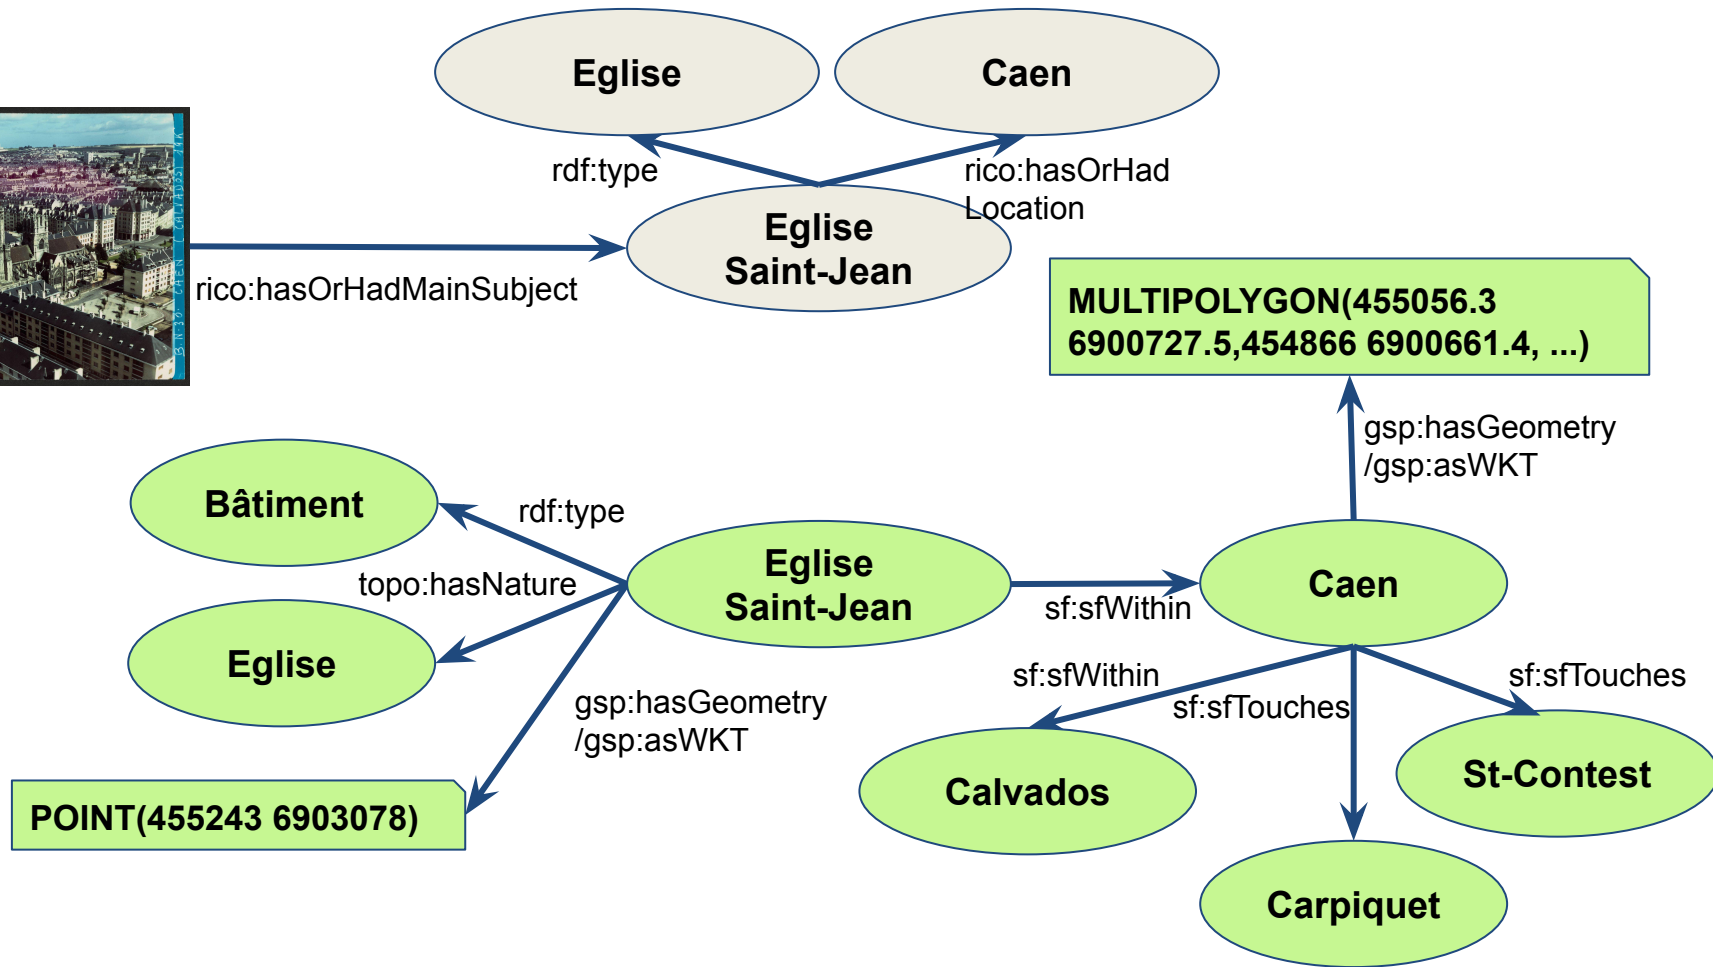 Eglise
Caen
rdf:type
rico:hasOrHad
Location
Eglise
Saint-Jean
rico:hasOrHadMainSubject
MULTIPOLYGON(455056.3
6900727.5,454866 6900661.4, ...)
gsp:hasGeometry
/gsp:asWKT
Bâtiment
rdf:type
Eglise
Saint-Jean
Caen
topo:hasNature
sf:sfWithin
Eglise
sf:sfWithin
sf:sfTouches
sf:sfTouches
gsp:hasGeometry
/gsp:asWKT
Calvados
St-Contest
POINT(455243 6903078)
Carpiquet